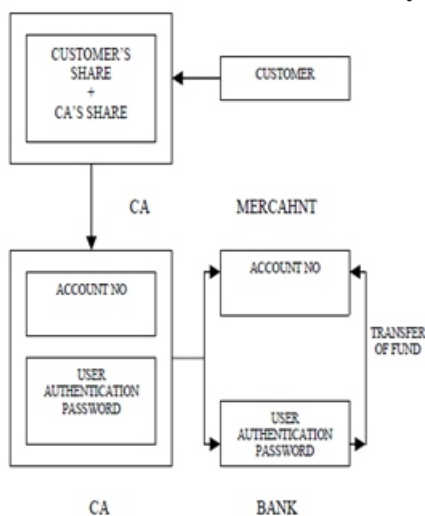 CUSTOMER'S
SHARE
+
CA'S SHARE
CUSTOMER
CA
MERCAHNT
ACCOUNT NO
USER
AUTHENTICATION
PASSWORD
ACCOUNT NO
TRANSFER
OF FUND
USER
AUTHENTICATION
PASSWORD
CA
BANK